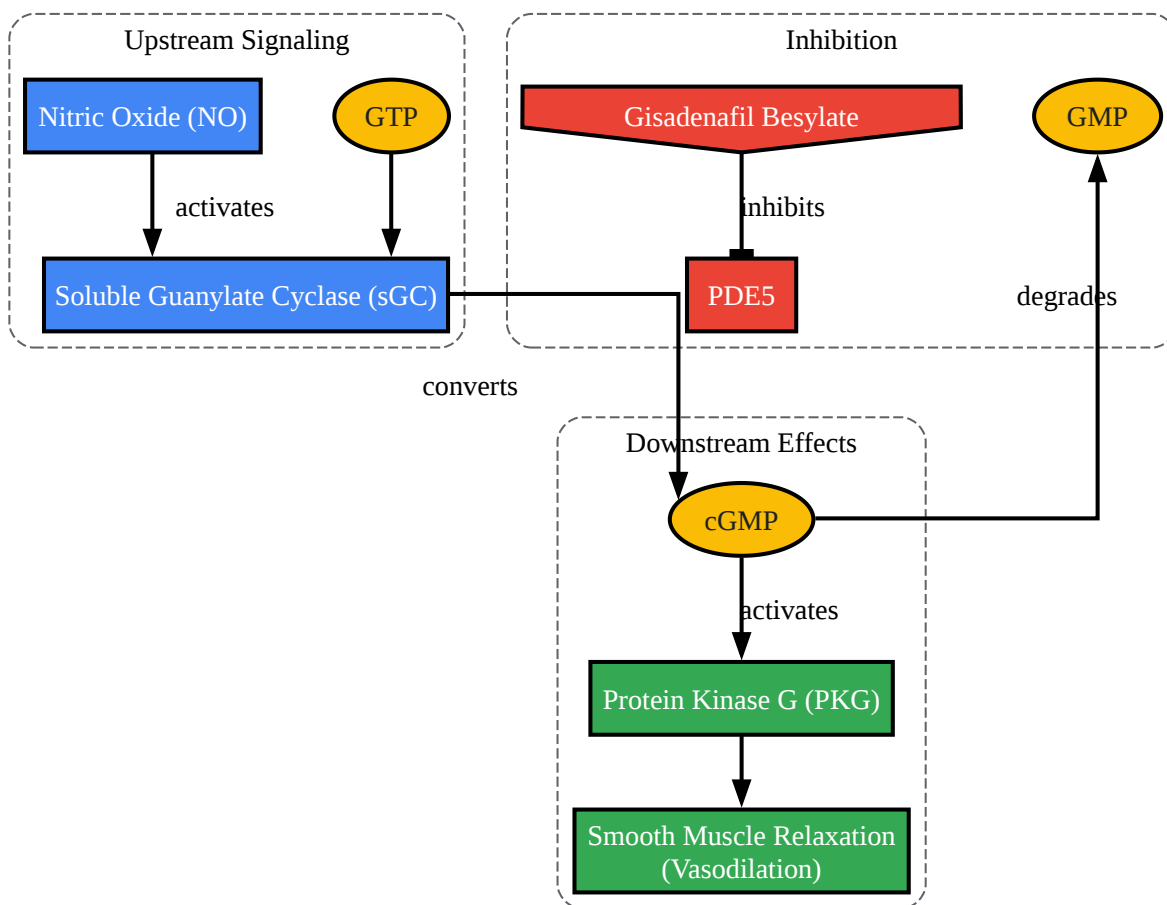 Upstream Signaling
Inhibition
Nitric Oxide (NO)
GTP
Gisadenafil Besylate
GMP
activates
inhibits
Soluble Guanylate Cyclase (sGC)
PDE5
degrades
converts
Downstream Effects
cGMP
activates
Protein Kinase G (PKG)
Smooth Muscle Relaxation
(Vasodilation)